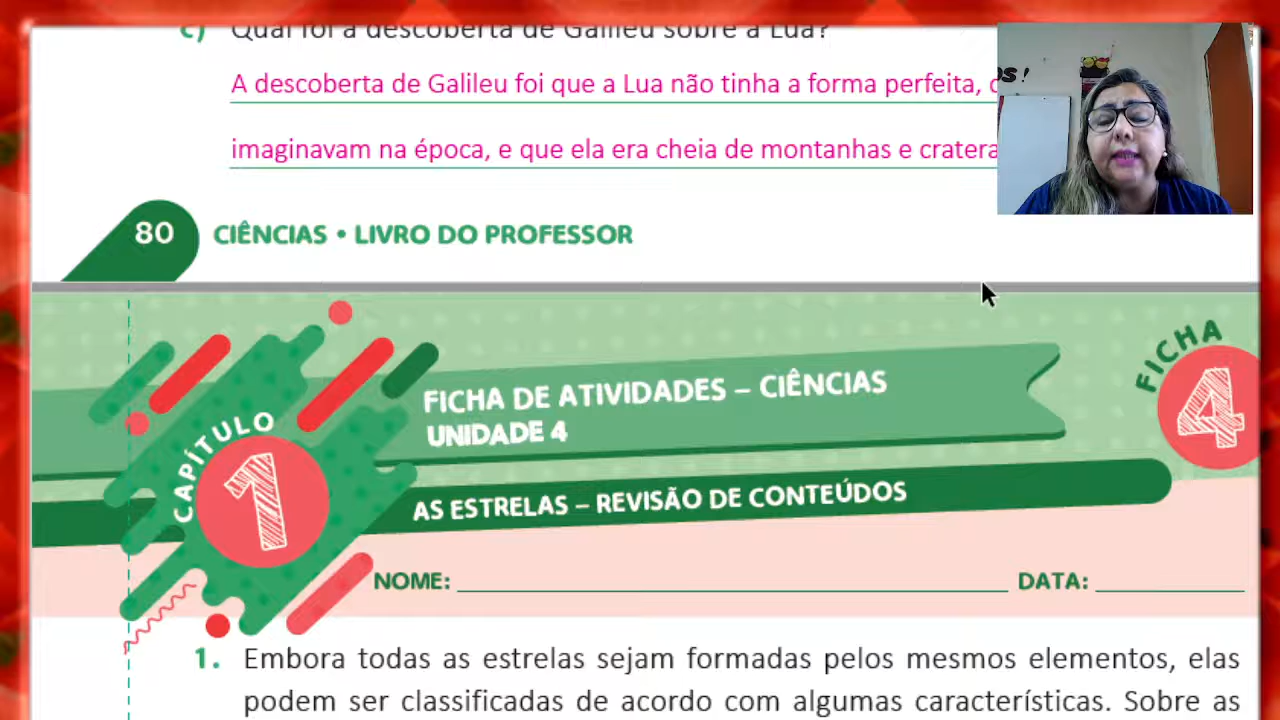 c) Qual foi a descoberta de Galileu sobre a Lua?
A descoberta de Galileu foi que a Lua não tinha a forma perfeita,
imaginavam na época, e que ela era cheia de montanhas e cratera
OS!
80 CIÊNCIAS • LIVRO DO PROFESSOR
FICHA 4
FICHA DE ATIVIDADES – CIÊNCIAS
UNIDADE 4
CAPÍTULO 1
AS ESTRELAS – REVISÃO DE CONTEÚDOS
NOME: DATA:
1. Embora todas as estrelas sejam formadas pelos mesmos elementos, elas
podem ser classificadas de acordo com algumas características. Sobre as